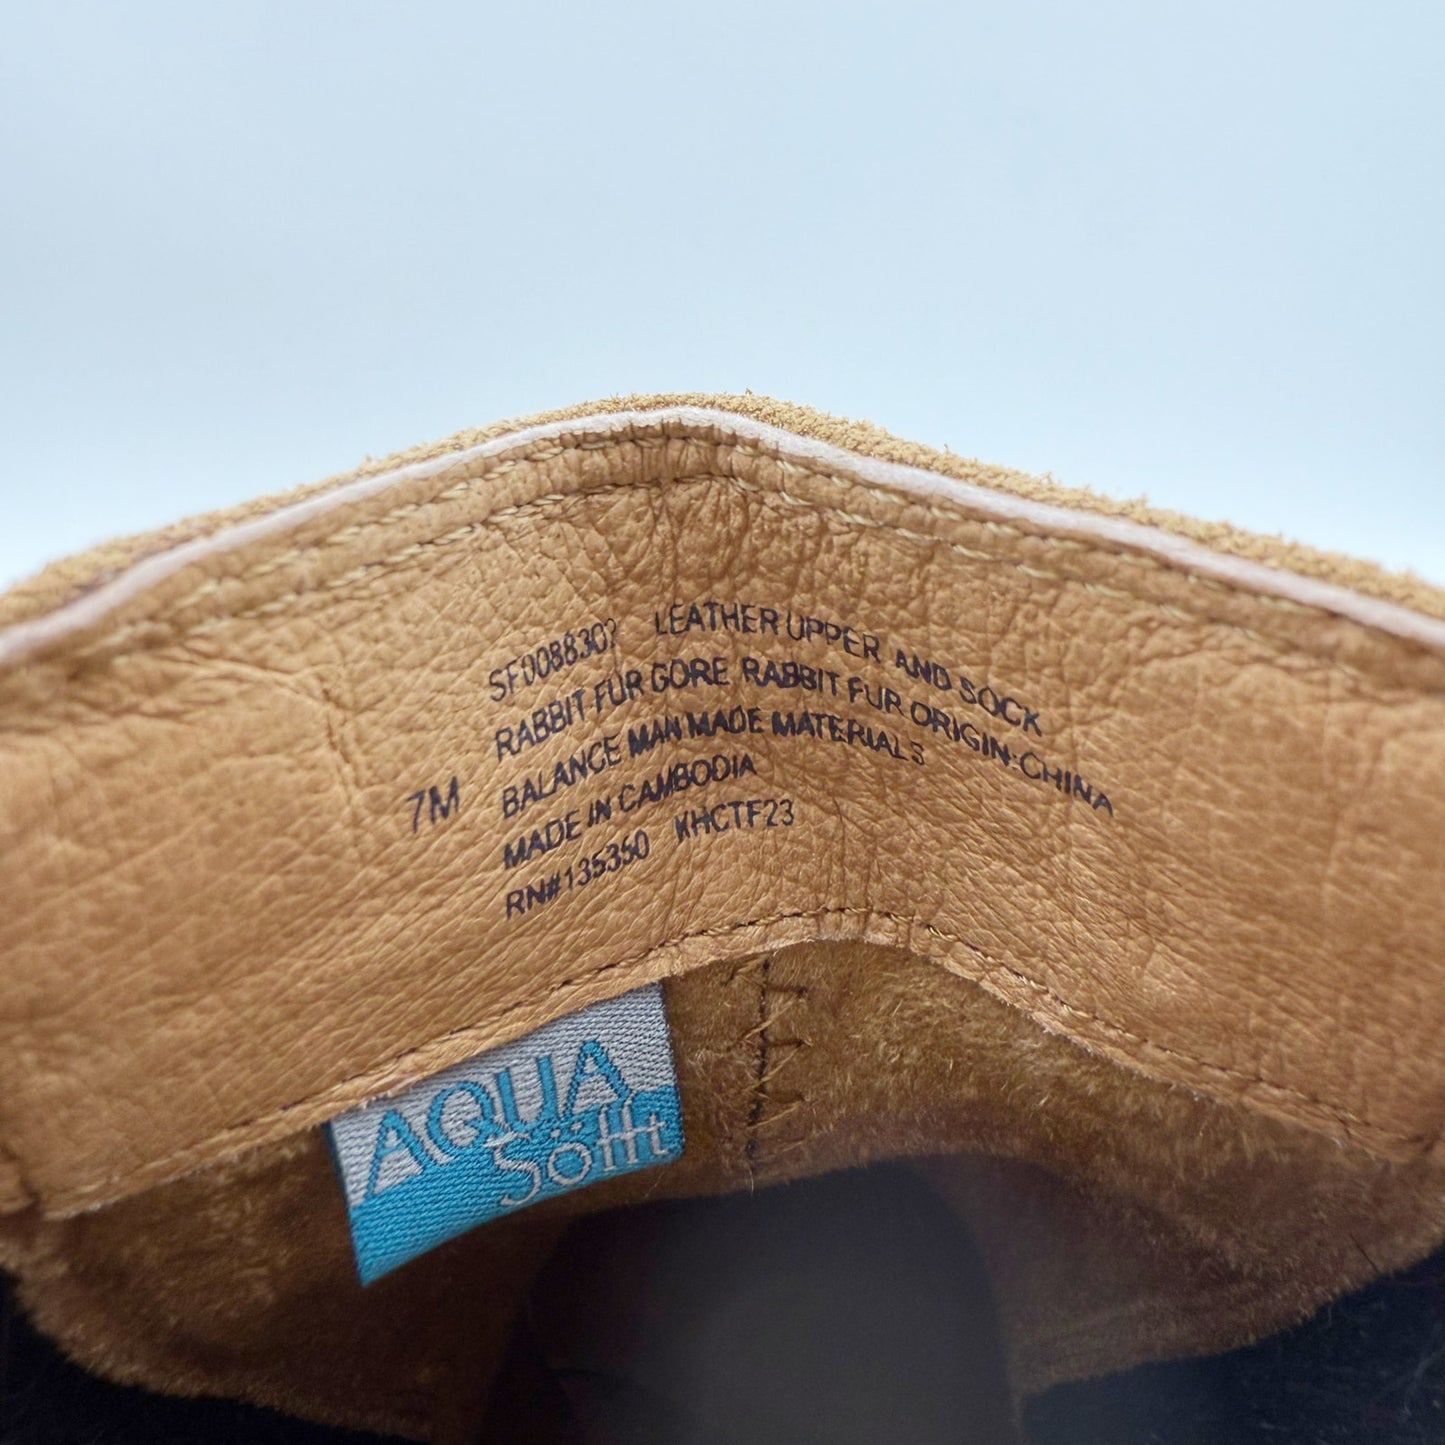 SF0088307 LEATHER UPPER AND SOCK
RABBIT FUR GORE RABBIT FUR ORIGIN:CHINA
7M BALANCE MAN MADE MATERIALS
MADE IN CAMBODIA
RN#135350 KHCTF23
AQUA
Söfft